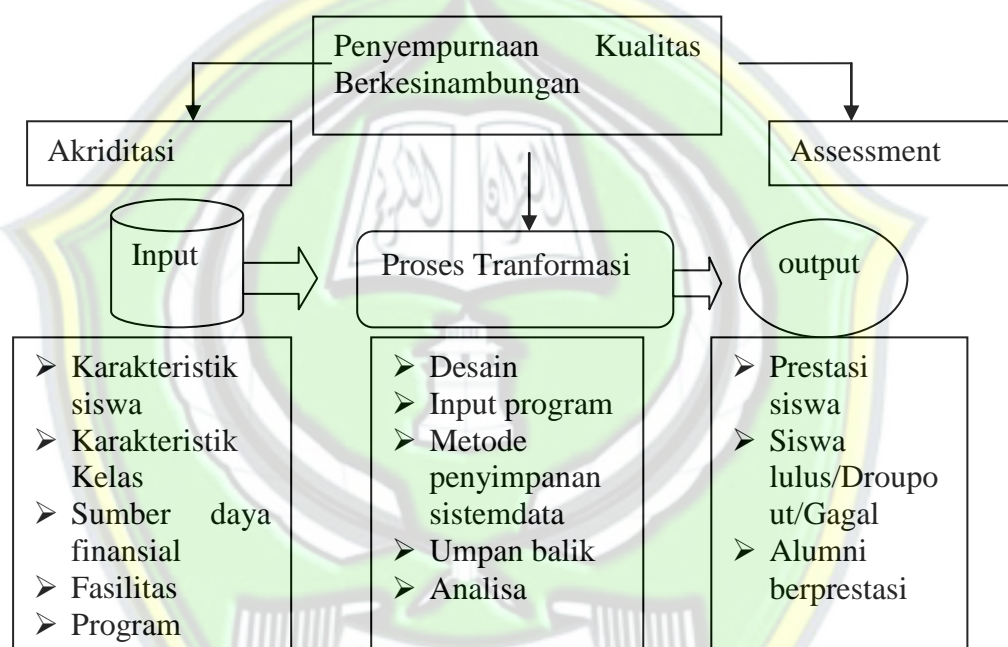 Penyempurnaan Kualitas
Berkesinambungan
Akriditasi
Assessment
Input
Proses Tranformasi
output
➢ Karakteristik
siswa
➢ Karakteristik
Kelas
➢ Sumber daya
finansial
➢ Fasilitas
➢ Program
➢ Desain
➢ Input program
➢ Metode
penyimpanan
sistemdata
➢ Umpan balik
➢ Analisa
➢ Prestasi
siswa
➢ Siswa
lulus/Droupo
ut/Gagal
➢ Alumni
berprestasi